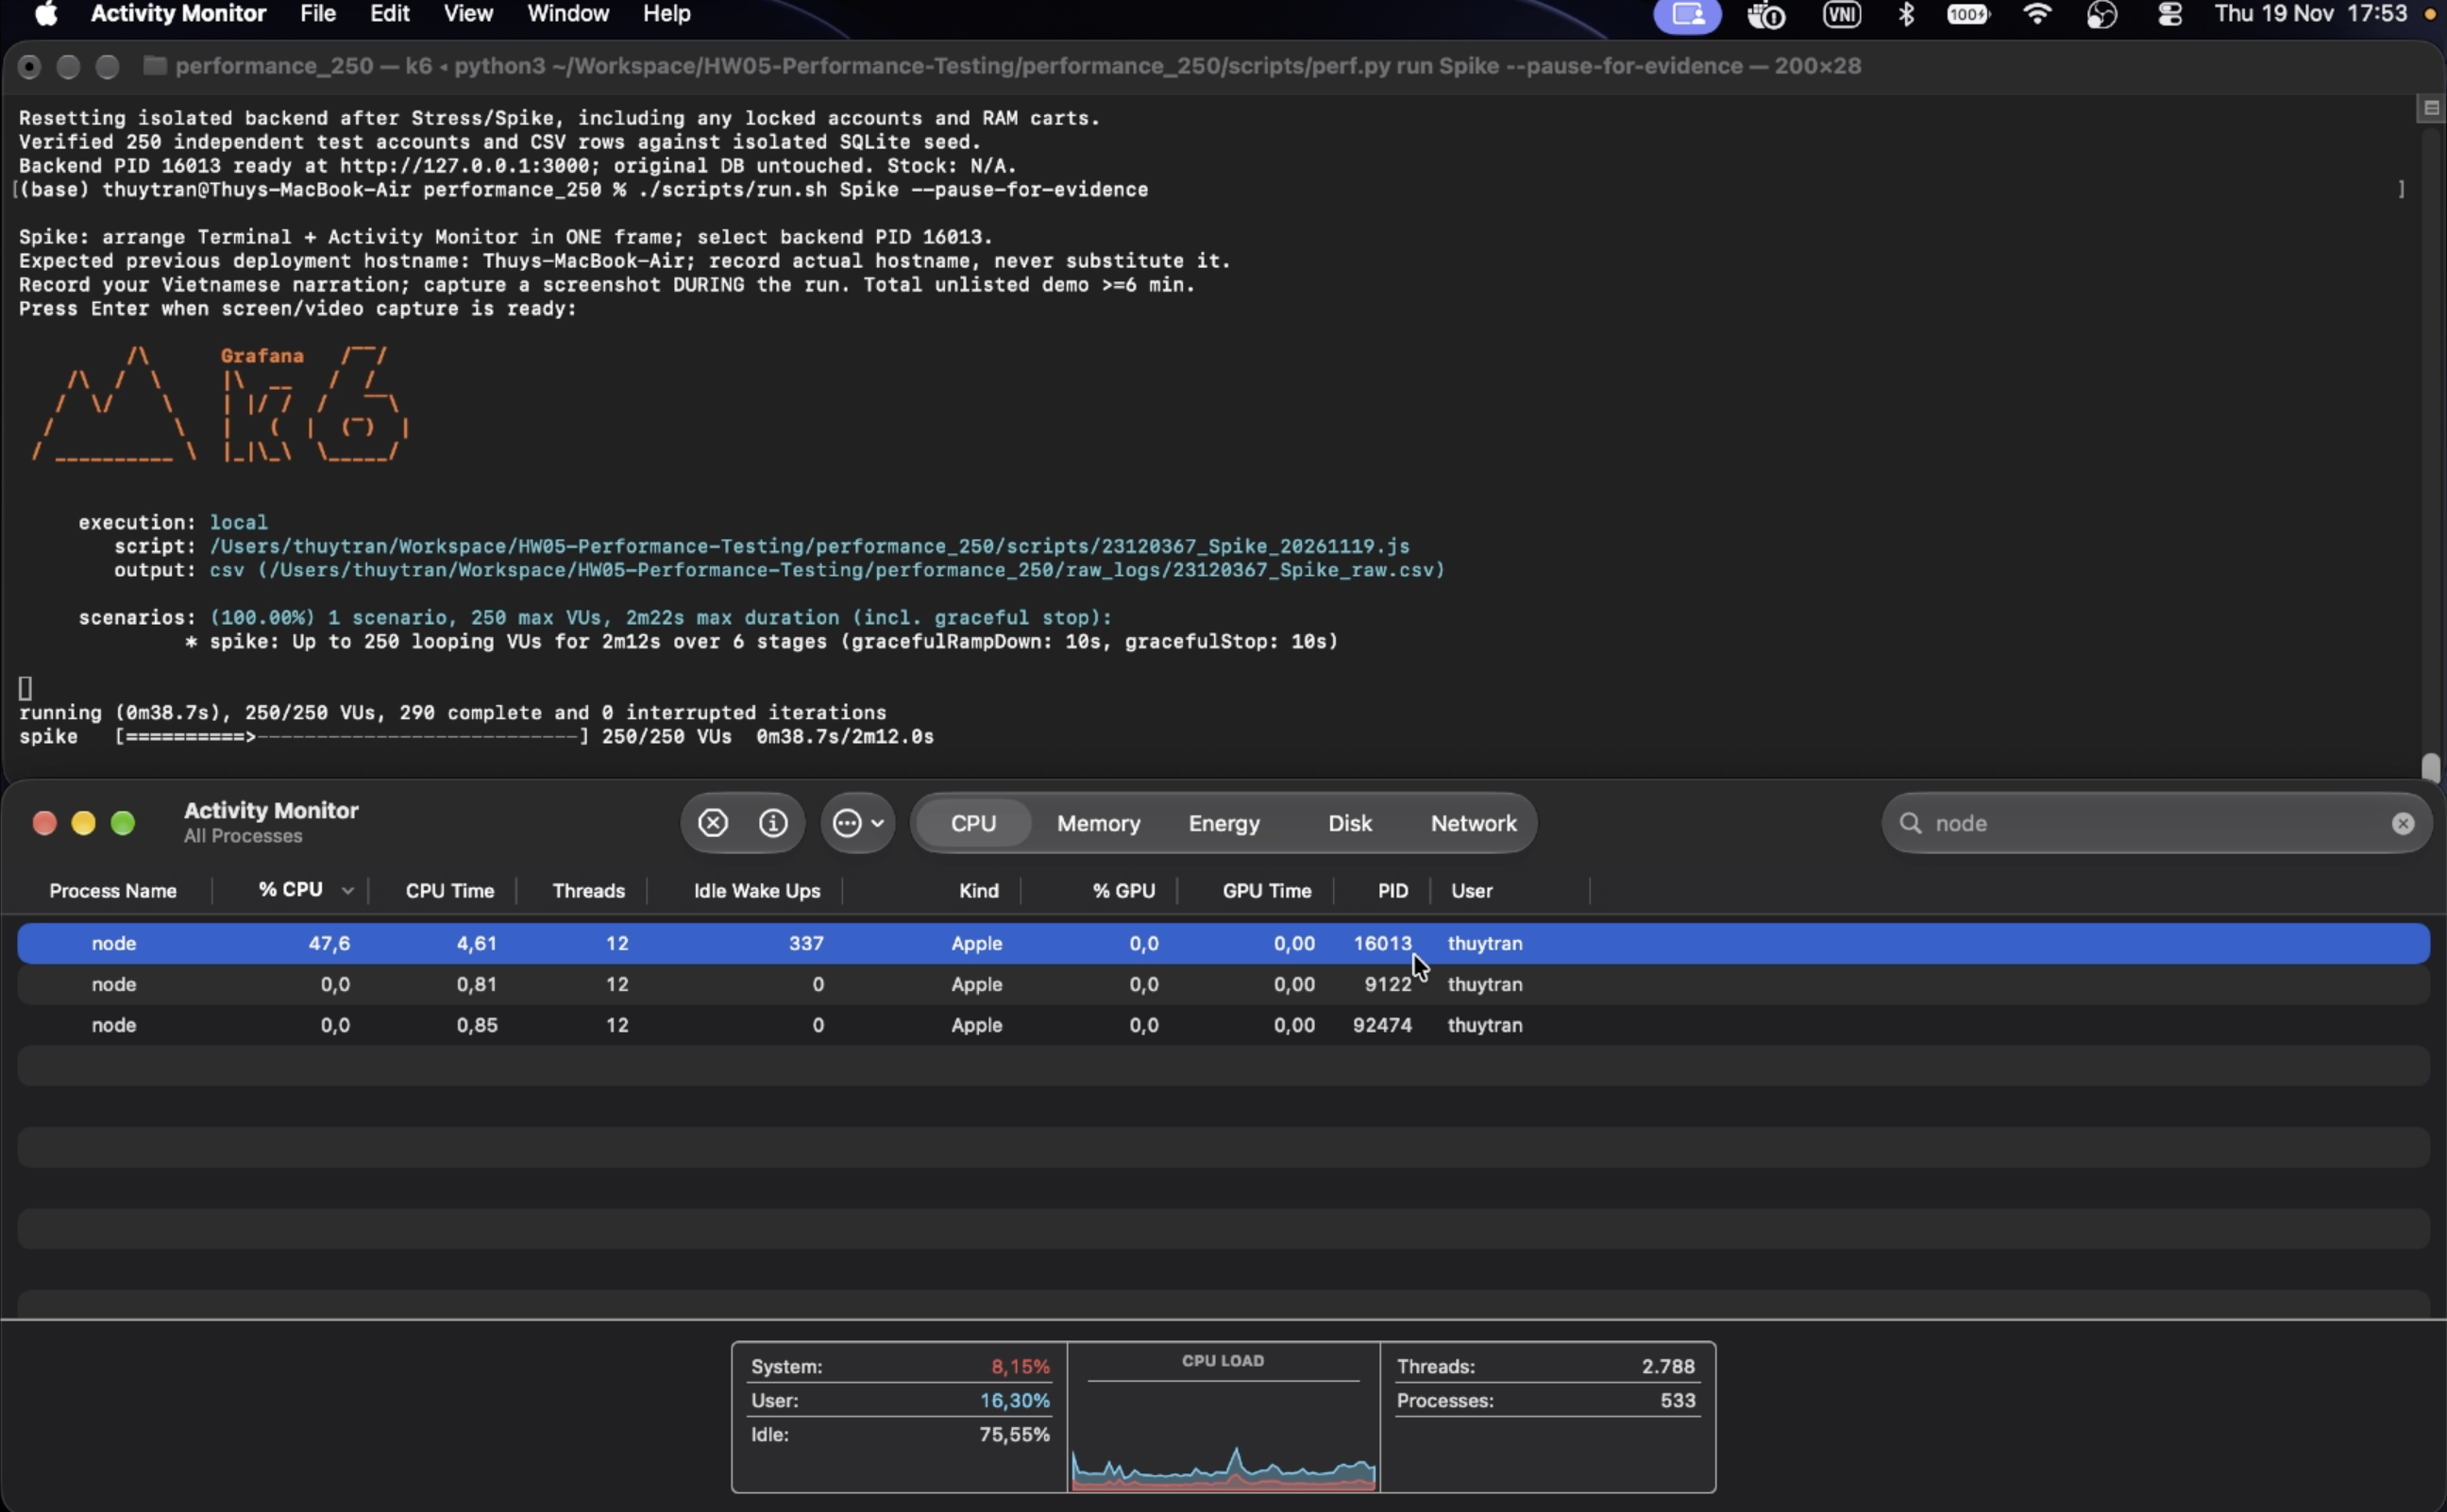 Activity Monitor File Edit View Window Help VNI 100 Thu 19 Nov 17:53
performance_250 — k6 ◂ python3 ~/Workspace/HW05-Performance-Testing/performance_250/scripts/perf.py run Spike --pause-for-evidence — 200×28
Resetting isolated backend after Stress/Spike, including any locked accounts and RAM carts.
Verified 250 independent test accounts and CSV rows against isolated SQLite seed.
Backend PID 16013 ready at http://127.0.0.1:3000; original DB untouched. Stock: N/A.
[(base) thuytran@Thuys-MacBook-Air performance_250 % ./scripts/run.sh Spike --pause-for-evidence ]
Spike: arrange Terminal + Activity Monitor in ONE frame; select backend PID 16013.
Expected previous deployment hostname: Thuys-MacBook-Air; record actual hostname, never substitute it.
Record your Vietnamese narration; capture a screenshot DURING the run. Total unlisted demo >=6 min.
Press Enter when screen/video capture is ready:
Grafana
k6
execution: local
script: /Users/thuytran/Workspace/HW05-Performance-Testing/performance_250/scripts/23120367_Spike_20261119.js
output: csv (/Users/thuytran/Workspace/HW05-Performance-Testing/performance_250/raw_logs/23120367_Spike_raw.csv)
scenarios: (100.00%) 1 scenario, 250 max VUs, 2m22s max duration (incl. graceful stop):
* spike: Up to 250 looping VUs for 2m12s over 6 stages (gracefulRampDown: 10s, gracefulStop: 10s)
running (0m38.7s), 250/250 VUs, 290 complete and 0 interrupted iterations
spike [==========>---------------------------] 250/250 VUs 0m38.7s/2m12.0s
Activity Monitor
All Processes
CPU Memory Energy Disk Network
node
Process Name % CPU CPU Time Threads Idle Wake Ups Kind % GPU GPU Time PID User
node 47,6 4,61 12 337 Apple 0,0 0,00 16013 thuytran
node 0,0 0,81 12 0 Apple 0,0 0,00 9122 thuytran
node 0,0 0,85 12 0 Apple 0,0 0,00 92474 thuytran
System: 8,15% CPU LOAD Threads: 2.788
User: 16,30% Processes: 533
Idle: 75,55%